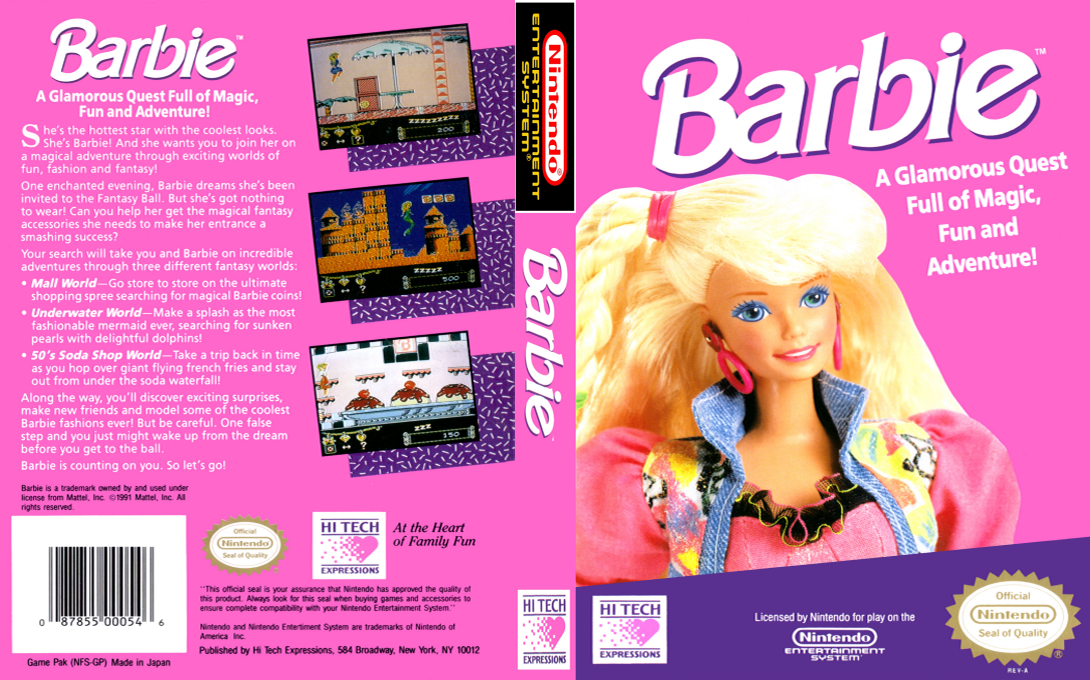 Barbie™
A Glamorous Quest Full of Magic,
Fun and Adventure!
She's the hottest star with the coolest looks.
She's Barbie! And she wants you to join her on
a magical adventure through exciting worlds of
fun, fashion and fantasy!
One enchanted evening, Barbie dreams she's been
invited to the Fantasy Ball. But she's got nothing
to wear! Can you help her get the magical fantasy
accessories she needs to make her entrance a
smashing success?
Your search will take you and Barbie on incredible
adventures through three different fantasy worlds:
• Mall World—Go store to store on the ultimate
shopping spree searching for magical Barbie coins!
• Underwater World—Make a splash as the most
fashionable mermaid ever, searching for sunken
pearls with delightful dolphins!
• 50's Soda Shop World—Take a trip back in time
as you hop over giant flying french fries and stay
out from under the soda waterfall!
Along the way, you'll discover exciting surprises,
make new friends and model some of the coolest
Barbie fashions ever! But be careful. One false
step and you just might wake up from the dream
before you get to the ball.
Barbie is counting on you. So let's go!
Barbie is a trademark owned by and used under
license from Mattel, Inc. ©1991 Mattel, Inc. All
rights reserved.
0 87855 00054 6
Game Pak (NFS-GP) Made in Japan
Official
Nintendo
Seal of Quality
HI TECH
EXPRESSIONS
At the Heart
of Family Fun
"This official seal is your assurance that Nintendo has approved the quality of
this product. Always look for this seal when buying games and accessories to
ensure complete compatibility with your Nintendo Entertainment System."
Nintendo and Nintendo Entertiment System are trademarks of Nintendo of
America Inc.
Published by Hi Tech Expressions, 584 Broadway, New York, NY 10012
ZZZZZZZZZ
200
?
ZZZZZ
500
?
ZZZ
150
?
Nintendo®
ENTERTAINMENT
SYSTEM®
Barbie™
HI TECH
EXPRESSIONS
Barbie™
A Glamorous Quest
Full of Magic,
Fun and
Adventure!
HI TECH
EXPRESSIONS
Licensed by Nintendo for play on the
Nintendo
ENTERTAINMENT
SYSTEM™
Official
Nintendo
Seal of Quality
®
REV-A